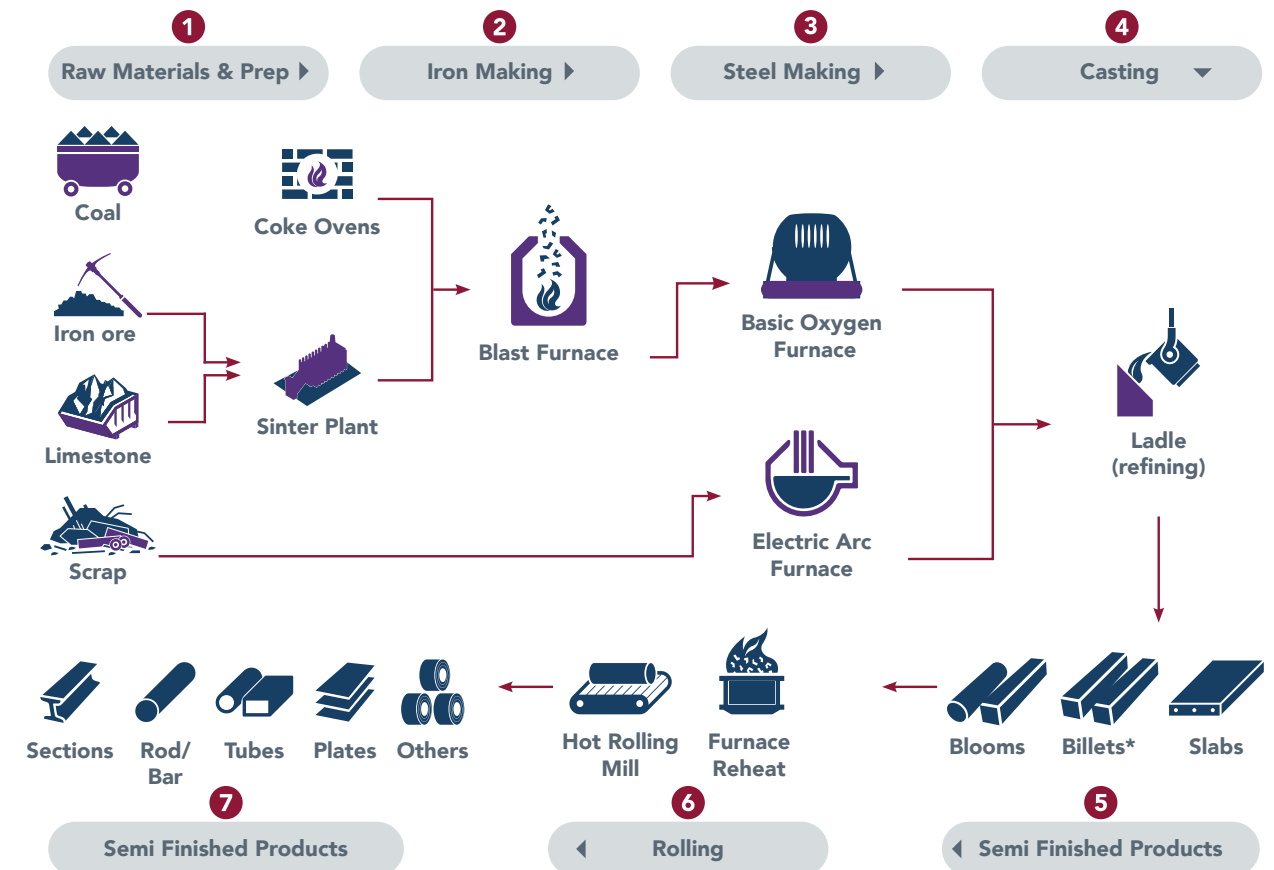 1
2
3
4
Raw Materials & Prep
Iron Making
Steel Making
Casting
Coal
Coke Ovens
Iron ore
Sinter Plant
Limestone
Scrap
Blast Furnace
Basic Oxygen
Furnace
Electric Arc
Furnace
Ladle
(refining)
Sections
Rod/
Bar
Tubes
Plates
Others
Hot Rolling
Mill
Furnace
Reheat
Blooms
Billets*
Slabs
7
6
5
Semi Finished Products
Rolling
Semi Finished Products